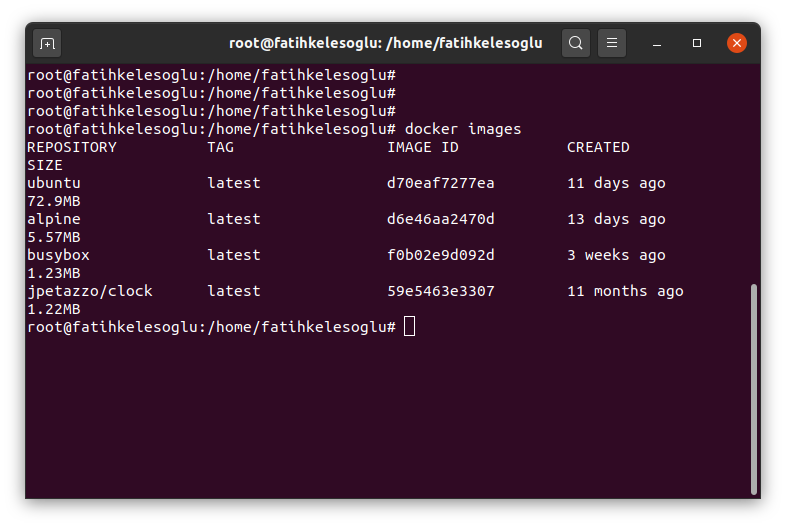 root@fatihkelesoglu: /home/fatihkelesoglu
root@fatihkelesoglu:/home/fatihkelesoglu#
root@fatihkelesoglu:/home/fatihkelesoglu#
root@fatihkelesoglu:/home/fatihkelesoglu#
root@fatihkelesoglu:/home/fatihkelesoglu# docker images
REPOSITORY          TAG                 IMAGE ID            CREATED
SIZE
ubuntu              latest              d70eaf7277ea        11 days ago
72.9MB
alpine              latest              d6e46aa2470d        13 days ago
5.57MB
busybox             latest              f0b02e9d092d        3 weeks ago
1.23MB
jpetazzo/clock      latest              59e5463e3307        11 months ago
1.22MB
root@fatihkelesoglu:/home/fatihkelesoglu#